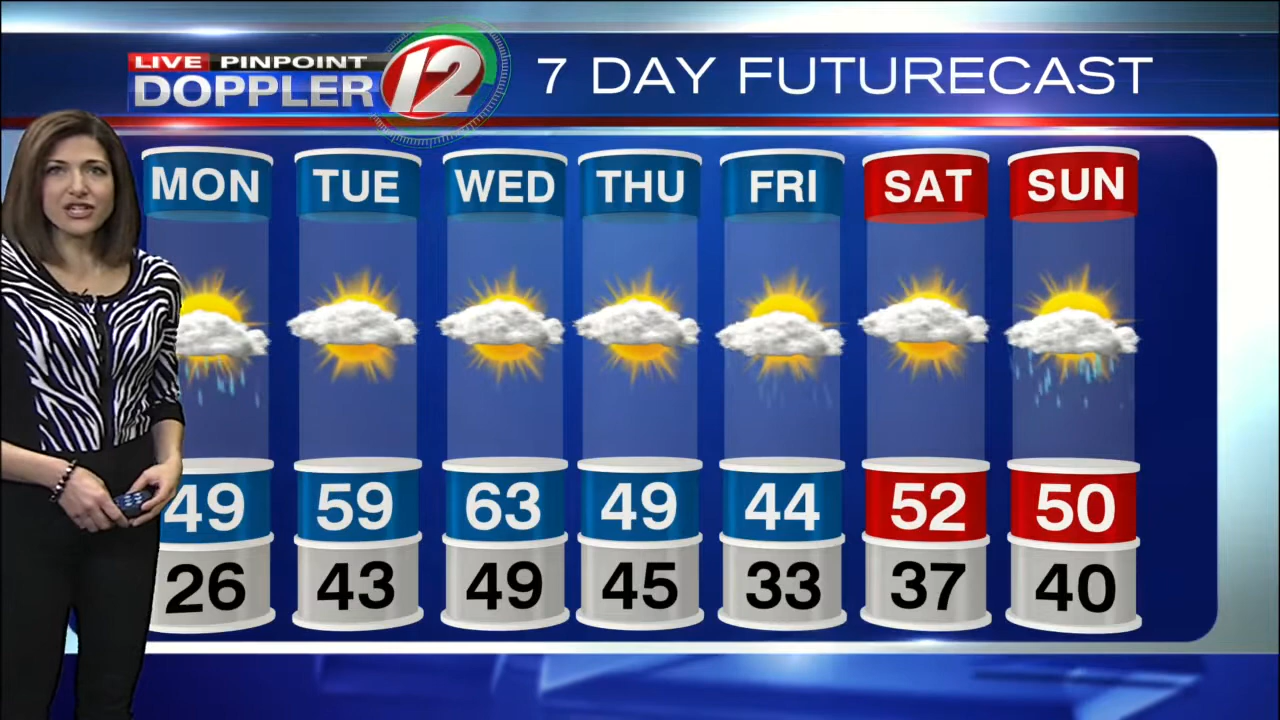 LIVE PINPOINT
DOPPLER 12
7 DAY FUTURECAST
MON TUE WED THU FRI SAT SUN
49 59 63 49 44 52 50
26 43 49 45 33 37 40